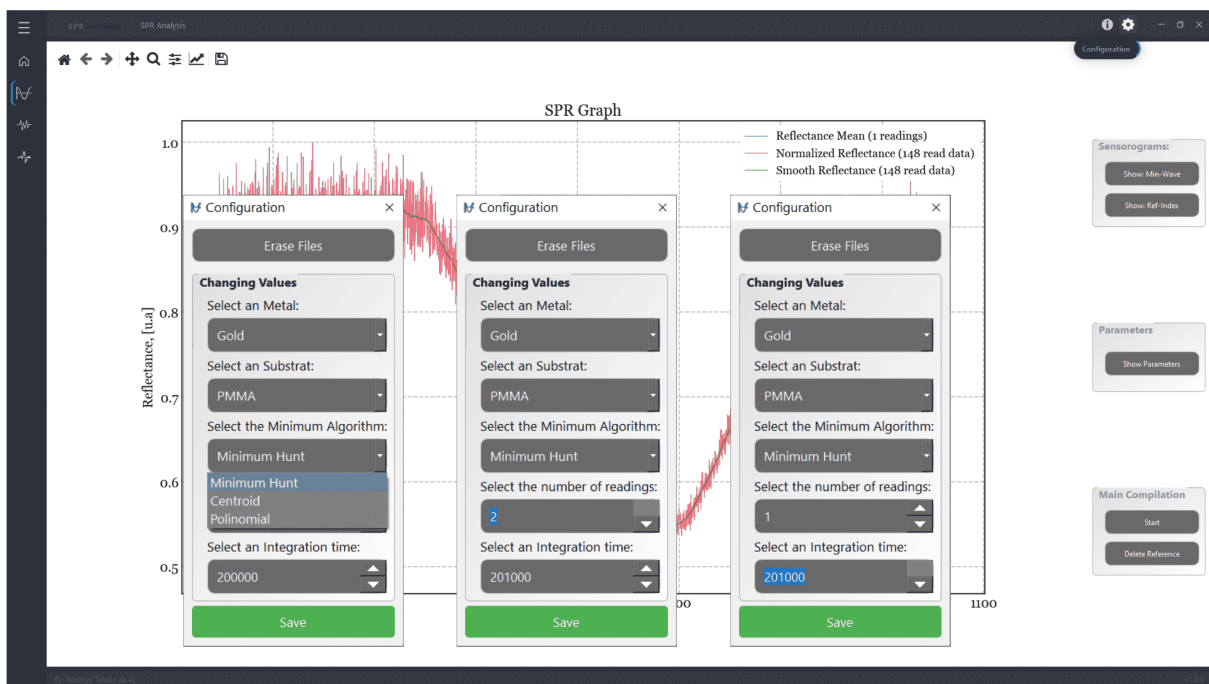 SPR
SPR Analysis
Configuration
SPR Graph
Reflectance Mean (1 readings)
Normalized Reflectance (148 read data)
Smooth Reflectance (148 read data)
Reflectance, [u.a]
1.0
0.9
0.8
0.7
0.6
0.5
00
1100
Configuration
Erase Files
Changing Values
Select an Metal:
Gold
Select an Substrat:
PMMA
Select the Minimum Algorithm:
Minimum Hunt
Minimum Hunt
Centroid
Polinomial
Select an Integration time:
200000
Save
Configuration
Erase Files
Changing Values
Select an Metal:
Gold
Select an Substrat:
PMMA
Select the Minimum Algorithm:
Minimum Hunt
Select the number of readings:
2
Select an Integration time:
201000
Save
Configuration
Erase Files
Changing Values
Select an Metal:
Gold
Select an Substrat:
PMMA
Select the Minimum Algorithm:
Minimum Hunt
Select the number of readings:
1
Select an Integration time:
201000
Save
Sensorograms:
Show: Min-Wave
Show: Ref-Index
Parameters
Show Parameters
Main Compilation
Start
Delete Reference
v1.0.0